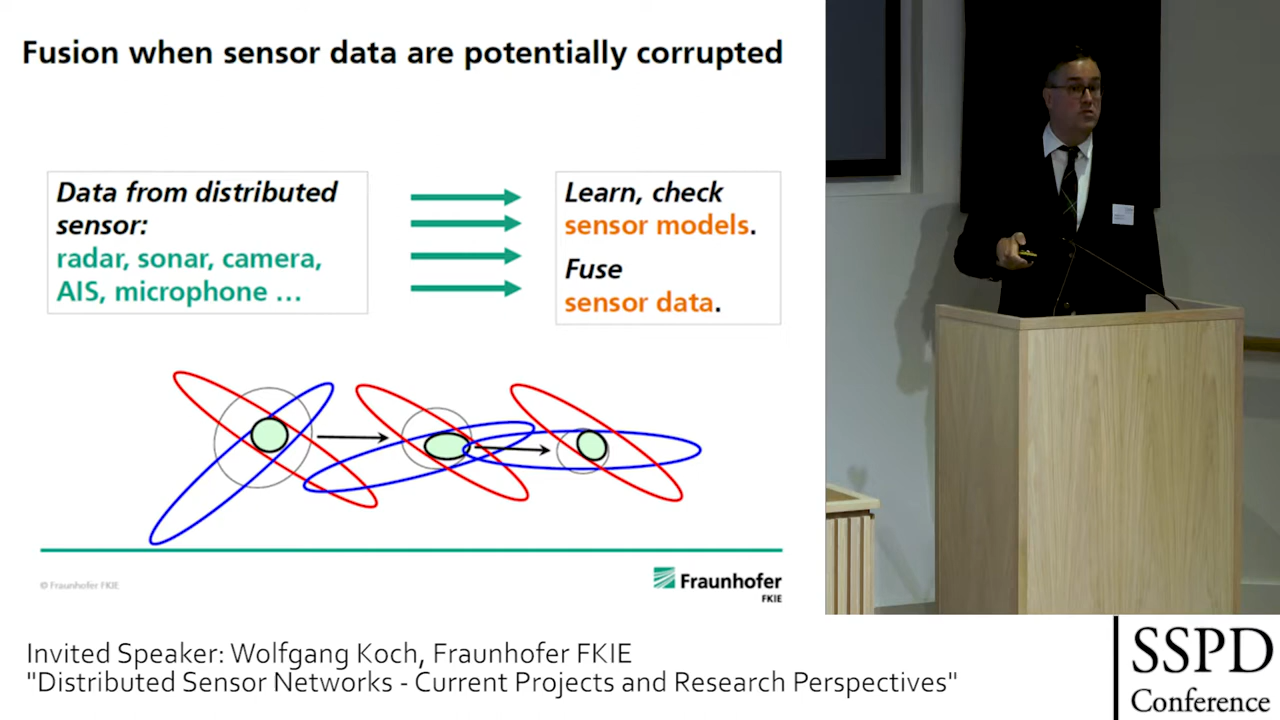 Fusion when sensor data are potentially corrupted
Data from distributed
sensor:
radar, sonar, camera,
AIS, microphone ...
Learn, check
sensor models.
Fuse
sensor data.
© Fraunhofer FKIE
Fraunhofer
FKIE
Invited Speaker: Wolfgang Koch, Fraunhofer FKIE
"Distributed Sensor Networks - Current Projects and Research Perspectives"
SSPD
Conference